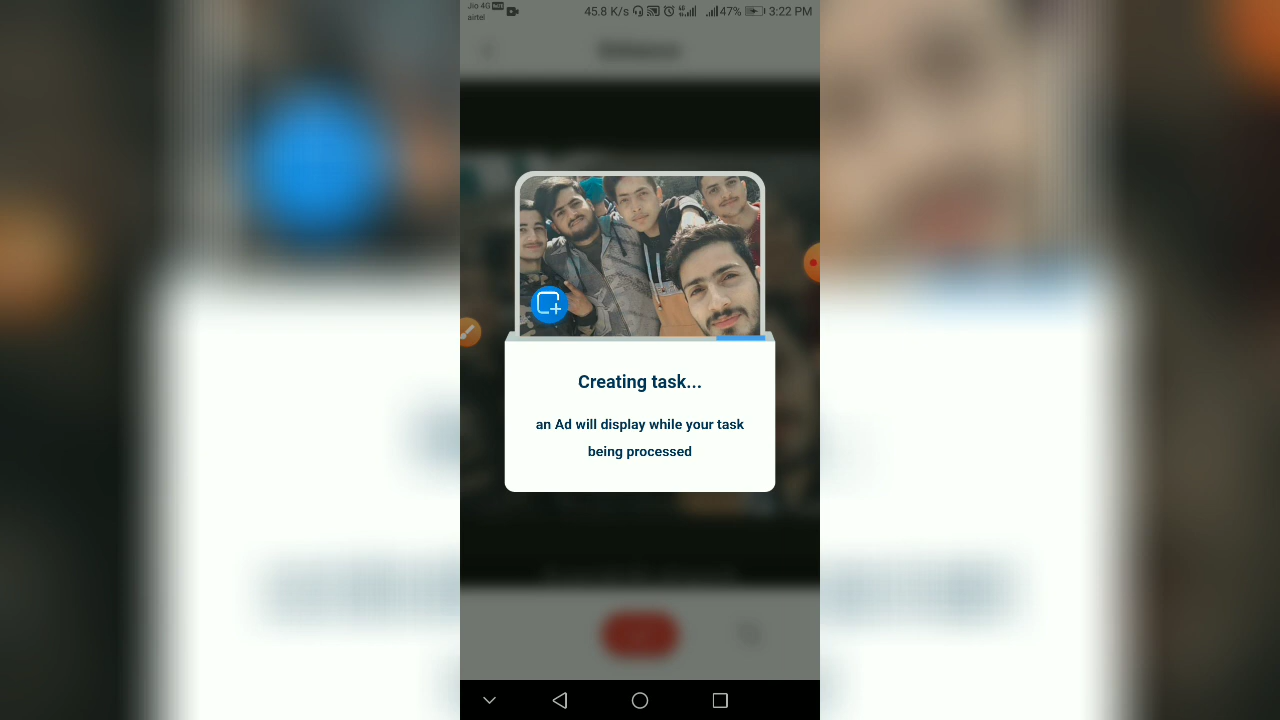 Jio 4G VoLTE 45.8 K/s 47% 3:22 PM
airtel
Creating task...
an Ad will display while your task
being processed